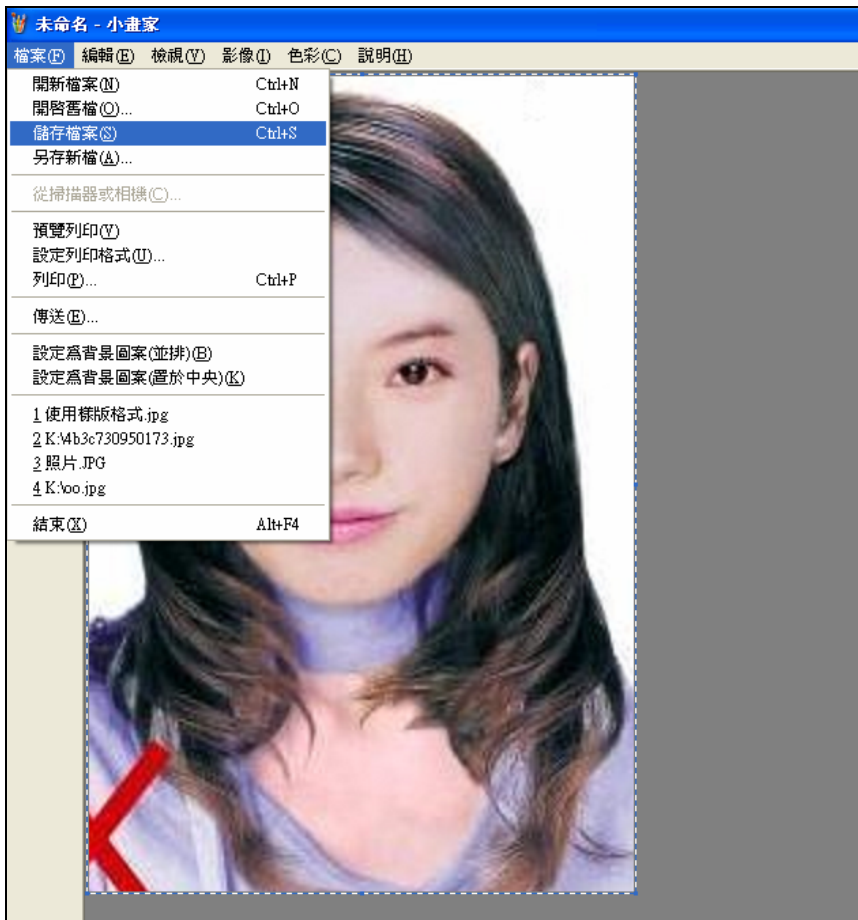 未命名 - 小畫家
檔案(F) 編輯(E) 檢視(V) 影像(I) 色彩(C) 說明(H)
開新檔案(N) Ctrl+N
開啓舊檔(O)... Ctrl+O
儲存檔案(S) Ctrl+S
另存新檔(A)...
從掃描器或相機(C)...
預覽列印(V)
設定列印格式(U)...
列印(P)... Ctrl+P
傳送(E)...
設定為背景圖案(並排)(B)
設定為背景圖案(置於中央)(K)
1 使用樣版格式.jpg
2 K:\4b3c730950173.jpg
3 照片.JPG
4 K:\oo.jpg
結束(X) Alt+F4